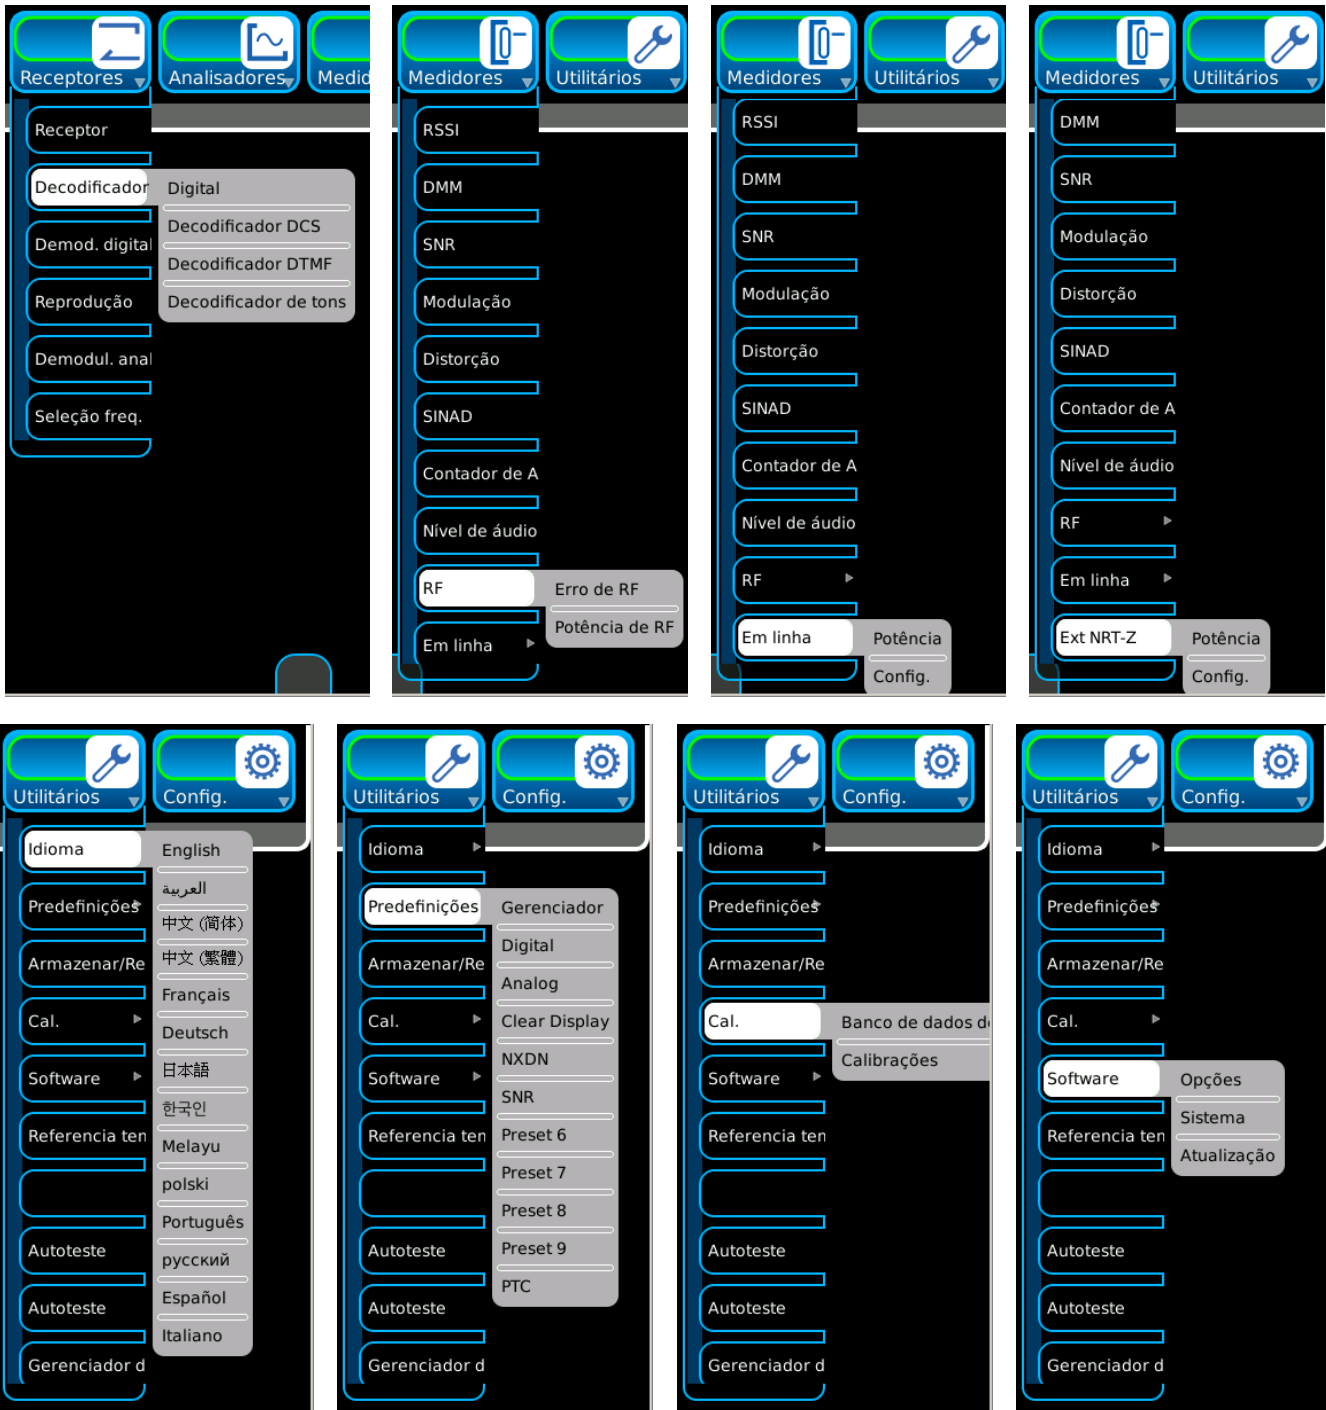 Receptores
Analisadores
Medid
Receptor
Decodificador
Digital
Decodificador DCS
Demod. digital
Decodificador DTMF
Reprodução
Decodificador de tons
Demodul. anal
Seleção freq.
Medidores
Utilitários
RSSI
DMM
SNR
Modulação
Distorção
SINAD
Contador de A
Nível de áudio
RF
Erro de RF
Potência de RF
Em linha
Medidores
Utilitários
RSSI
DMM
SNR
Modulação
Distorção
SINAD
Contador de A
Nível de áudio
RF
Em linha
Potência
Config.
Medidores
Utilitários
DMM
SNR
Modulação
Distorção
SINAD
Contador de A
Nível de áudio
RF
Em linha
Ext NRT-Z
Potência
Config.
Utilitários
Config.
Idioma
Predefinições
Armazenar/Re
Cal.
Software
Referencia ten
Autoteste
Autoteste
Gerenciador d
English
العربية
中文 (简体)
中文 (繁體)
Français
Deutsch
日本語
한국인
Melayu
polski
Português
русский
Español
Italiano
Utilitários
Config.
Idioma
Predefinições
Armazenar/Re
Cal.
Software
Referencia ten
Autoteste
Autoteste
Gerenciador d
Gerenciador
Digital
Analog
Clear Display
NXDN
SNR
Preset 6
Preset 7
Preset 8
Preset 9
PTC
Utilitários
Config.
Idioma
Predefinições
Armazenar/Re
Cal.
Software
Referencia ten
Autoteste
Autoteste
Gerenciador d
Banco de dados de
Calibrações
Utilitários
Config.
Idioma
Predefinições
Armazenar/Re
Cal.
Software
Referencia ten
Autoteste
Autoteste
Gerenciador d
Opções
Sistema
Atualização